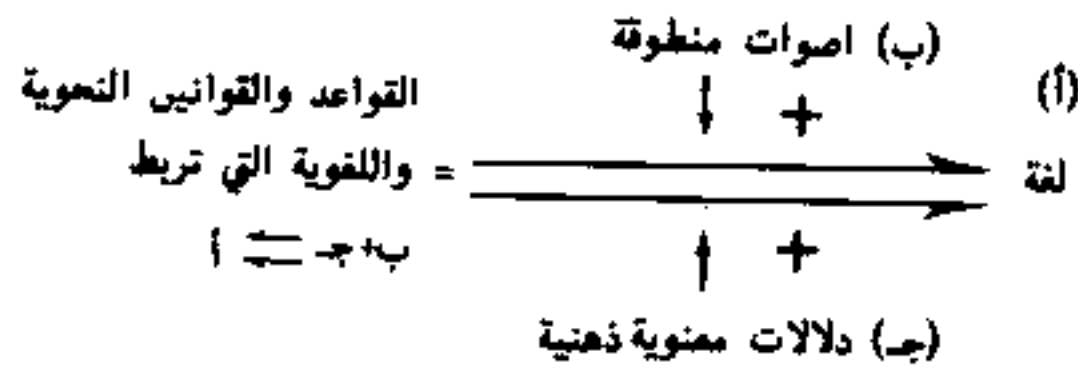 (ب) اصوات منطوقة
(أ)
القواعد والقوانين النحوية
+
لغة
= واللغوية التي تربط
ب+جـ
أ
+
(جـ) دلالات معنوية ذهنية